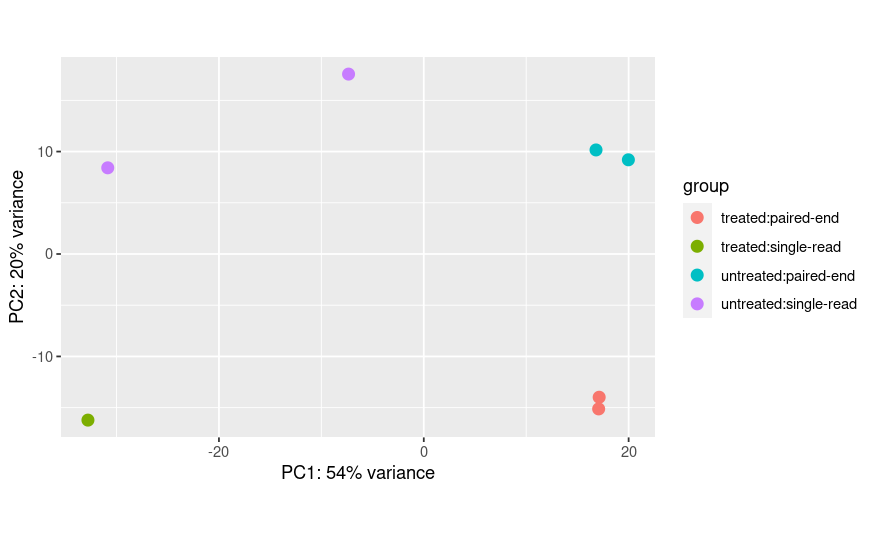 10
0
-10
-20
0
20
PC2: 20% variance
PC1: 54% variance
group
treated:paired-end
treated:single-read
untreated:paired-end
untreated:single-read